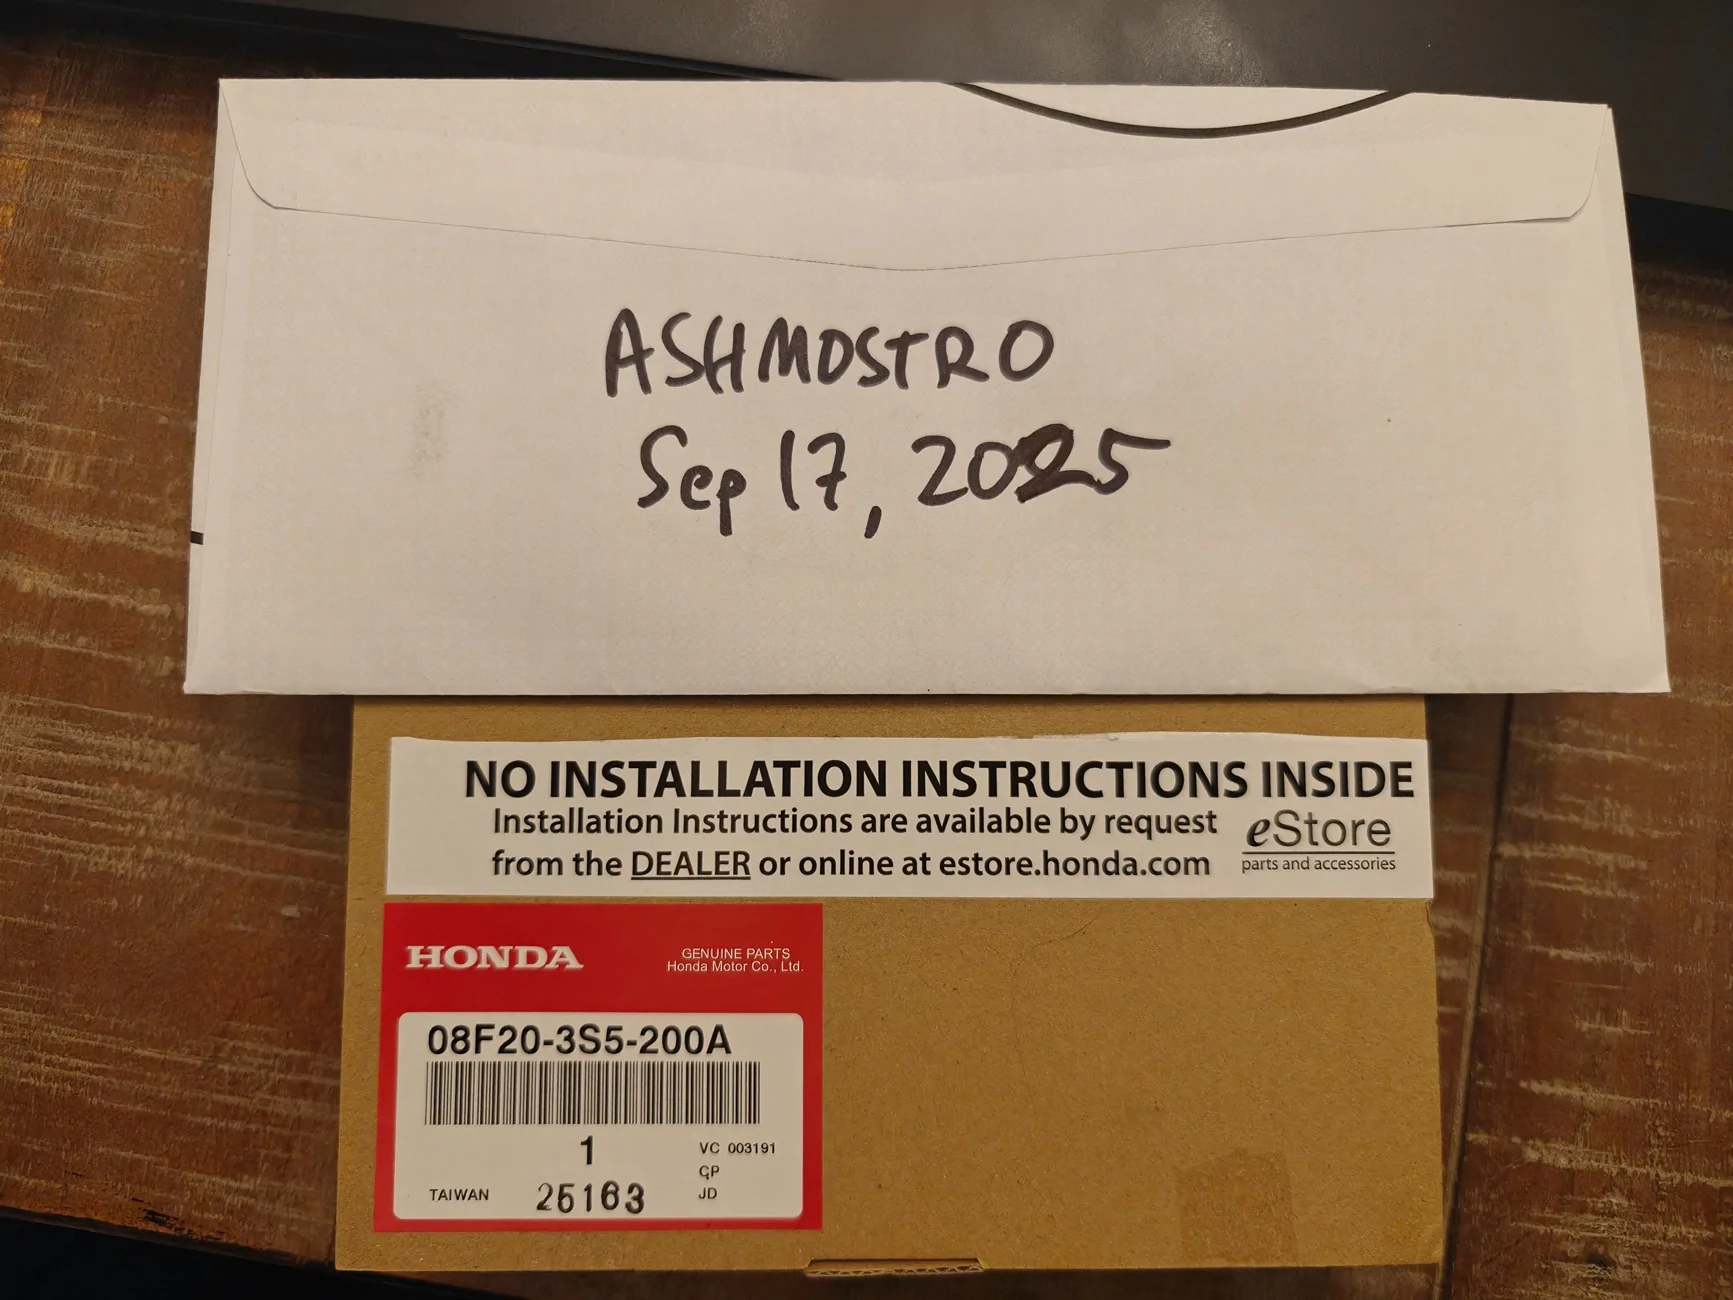 ASHMOSTRO
Sep 17, 2025
NO INSTALLATION INSTRUCTIONS INSIDE
Installation Instructions are available by request
from the DEALER or online at estore.honda.com
eStore
parts and accessories
HONDA
GENUINE PARTS
Honda Motor Co., Ltd.
08F20-3S5-200A
1
VC 003191
GP
TAIWAN
25163
JD